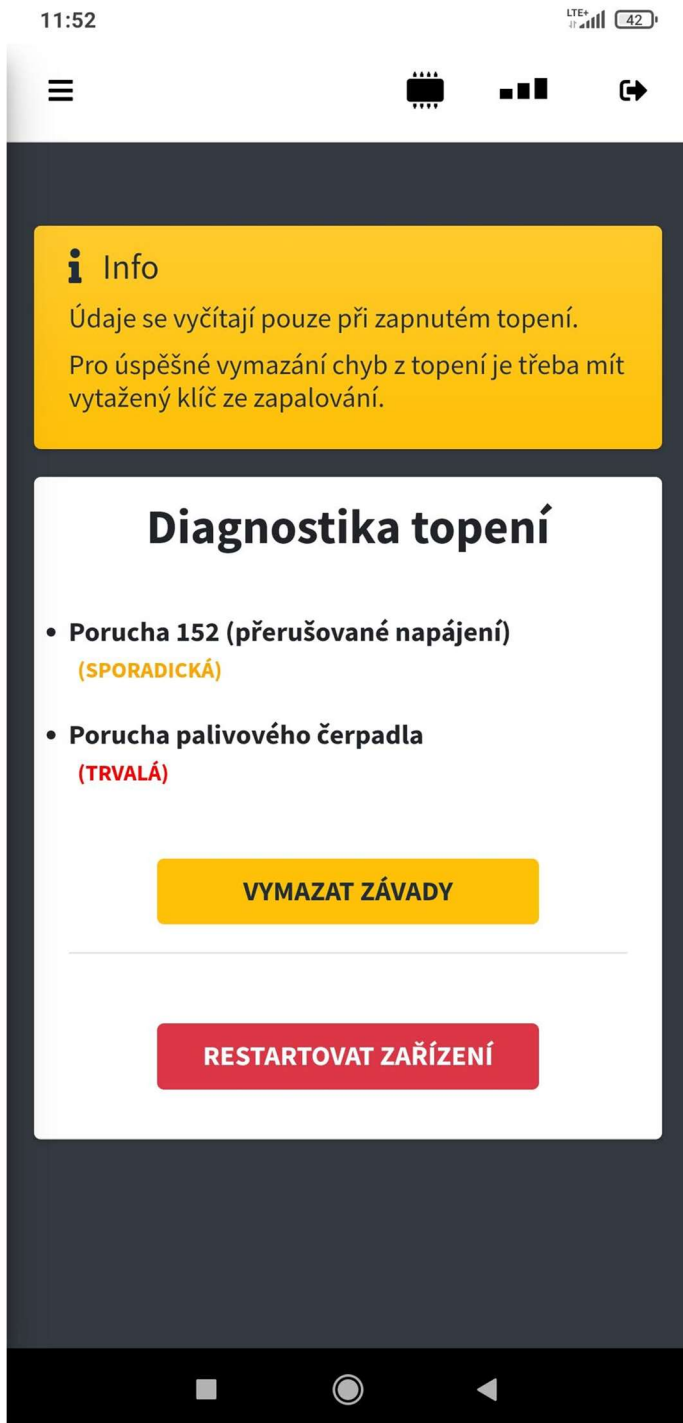 11:52
LTE+
42
Info
Údaje se vyčítají pouze při zapnutém topení.
Pro úspěšné vymazání chyb z topení je třeba mít
vytažený klíč ze zapalování.
Diagnostika topení
• Porucha 152 (přerušované napájení)
(SPORADICKÁ)
• Porucha palivového čerpadla
(TRVALÁ)
VYMAZAT ZÁVADY
RESTARTOVAT ZAŘÍZENÍ